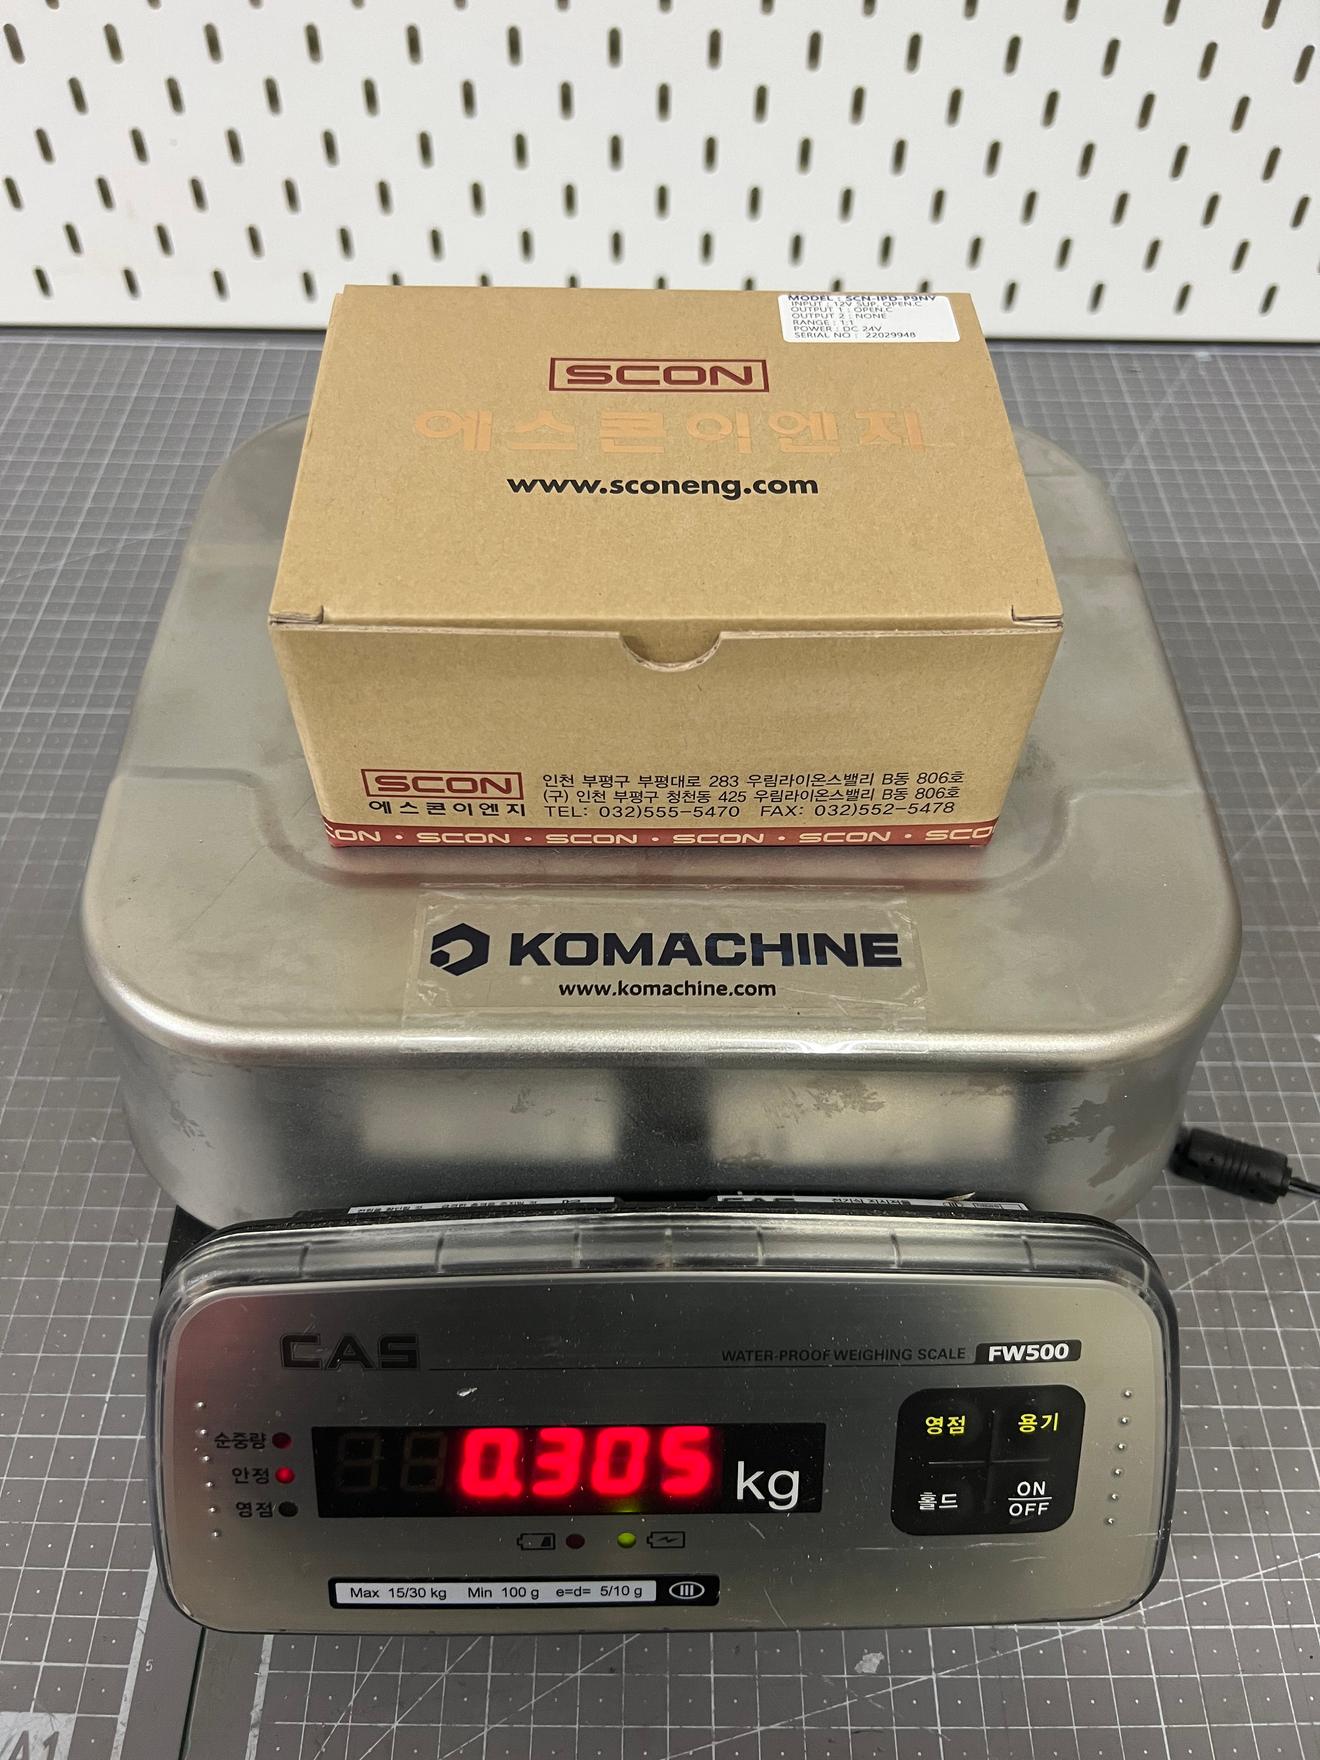 MODEL : SCN-IPD-P9NY
INPUT : 12V SUP, OPEN.C
OUTPUT 1 : OPEN.C
OUTPUT 2 : NONE
RANGE : 1:1
POWER : DC 24V
SERIAL NO : 22029948
SCON
에스콘이엔지
www.sconeng.com
SCON
에스콘이엔지
인천 부평구 부평대로 283 우림라이온스밸리 B동 806호
(구) 인천 부평구 청천동 425 우림라이온스밸리 B동 806호
TEL: 032)555-5470 FAX: 032)552-5478
CON • SCON • SCON • SCON • SCON • SCO
KOMACHINE
www.komachine.com
CAS
WATER-PROOF WEIGHING SCALE FW500
순중량
안정
영점
0.305 kg
영점 용기
홀드 ON/OFF
Max 15/30 kg Min 100 g e=d= 5/10 g III
5
A1